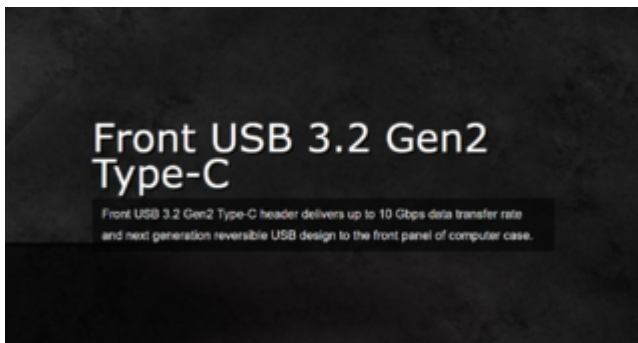 Front USB 3.2 Gen2
Type-C
Front USB 3.2 Gen2 Type-C header delivers up to 10 Gbps data transfer rate
and next generation reversible USB design to the front panel of computer case.